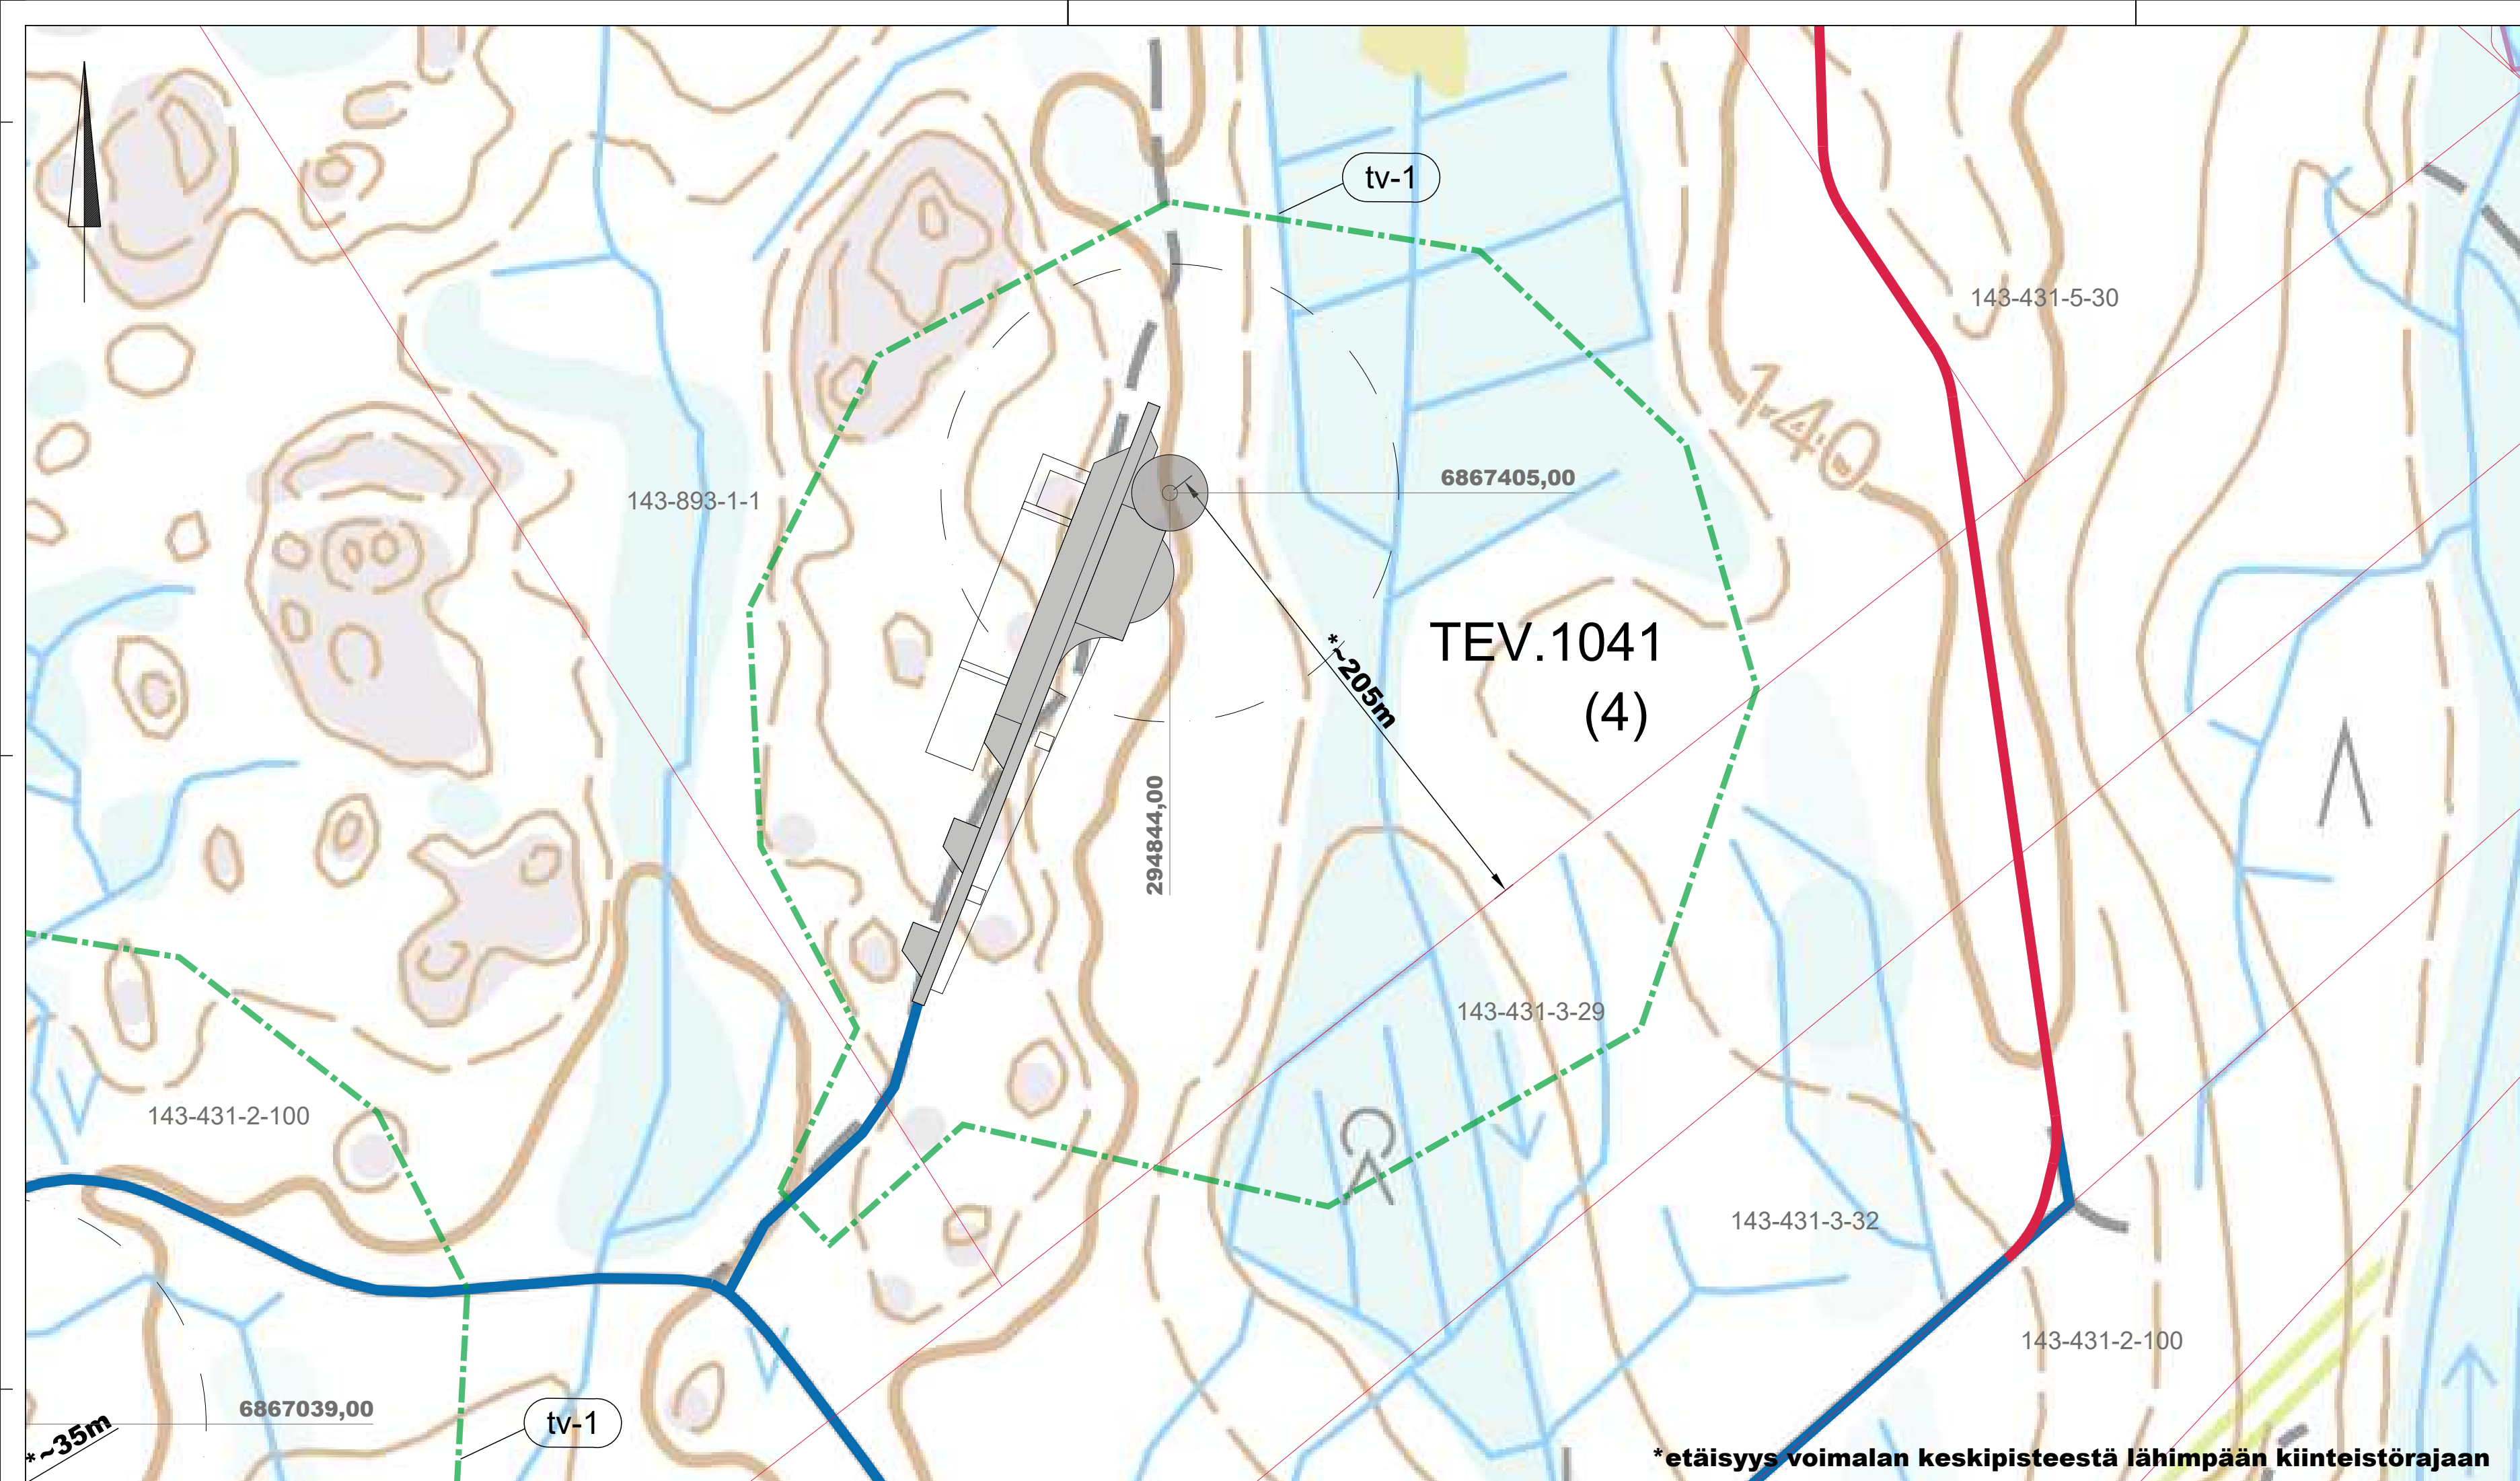 tv-1
143-431-5-30
140
143-893-1-1
6867405,00
TEV.1041
(4)
*~205m
294844,00
143-431-3-29
143-431-2-100
143-431-3-32
143-431-2-100
6867039,00
tv-1
*~35m
*etäisyys voimalan keskipisteestä lähimpään kiinteistörajaan